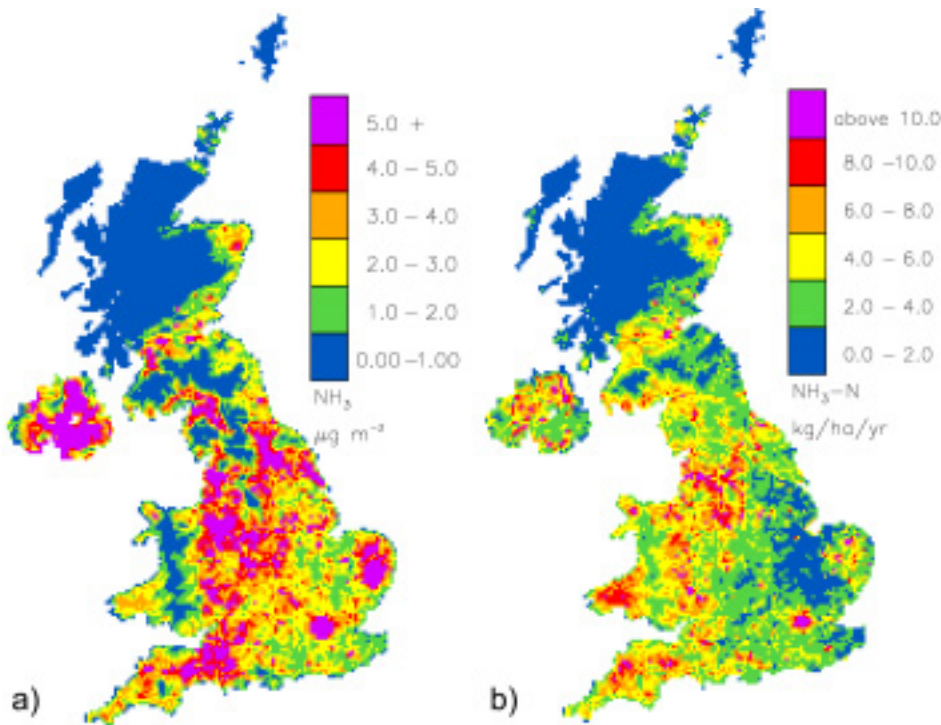 5.0 +
4.0 – 5.0
3.0 – 4.0
2.0 – 3.0
1.0 – 2.0
0.00 –1.00
NH₃
μg m⁻³
a)
above 10.0
8.0 –10.0
6.0 – 8.0
4.0 – 6.0
2.0 – 4.0
0.0 – 2.0
NH₃–N
kg/ha/yr
b)